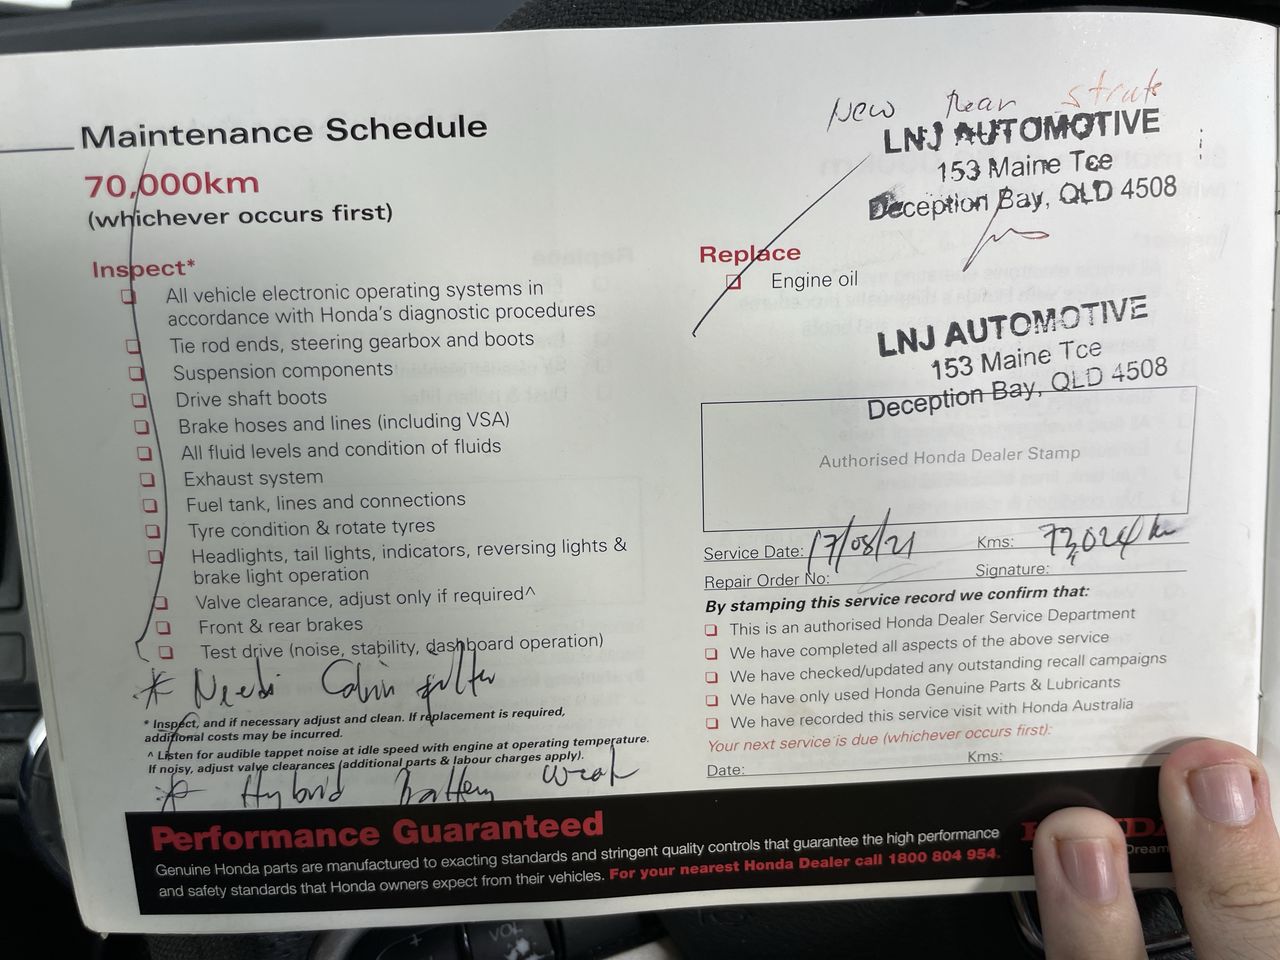 Maintenance Schedule
70,000km
(whichever occurs first)
Inspect*
All vehicle electronic operating systems in
accordance with Honda's diagnostic procedures
Tie rod ends, steering gearbox and boots
Suspension components
Drive shaft boots
Brake hoses and lines (including VSA)
All fluid levels and condition of fluids
Exhaust system
Fuel tank, lines and connections
Tyre condition & rotate tyres
Headlights, tail lights, indicators, reversing lights &
brake light operation
Valve clearance, adjust only if required^
Front & rear brakes
Test drive (noise, stability, dashboard operation)
* Needs Cabin filter
* Inspect, and if necessary adjust and clean. If replacement is required,
additional costs may be incurred.
^ Listen for audible tappet noise at idle speed with engine at operating temperature.
If noisy, adjust valve clearances (additional parts & labour charges apply).
* Hybrid Battery weak
New Rear struts
LNJ AUTOMOTIVE
153 Maine Tce
Deception Bay, QLD 4508
Replace
Engine oil
LNJ AUTOMOTIVE
153 Maine Tce
Deception Bay, QLD 4508
Authorised Honda Dealer Stamp
Service Date: 17/08/21 Kms: 73,024 km
Repair Order No: Signature:
By stamping this service record we confirm that:
This is an authorised Honda Dealer Service Department
We have completed all aspects of the above service
We have checked/updated any outstanding recall campaigns
We have only used Honda Genuine Parts & Lubricants
We have recorded this service visit with Honda Australia
Your next service is due (whichever occurs first):
Date: Kms:
Performance Guaranteed
Genuine Honda parts are manufactured to exacting standards and stringent quality controls that guarantee the high performance
and safety standards that Honda owners expect from their vehicles. For your nearest Honda Dealer call 1800 804 954.
VOL